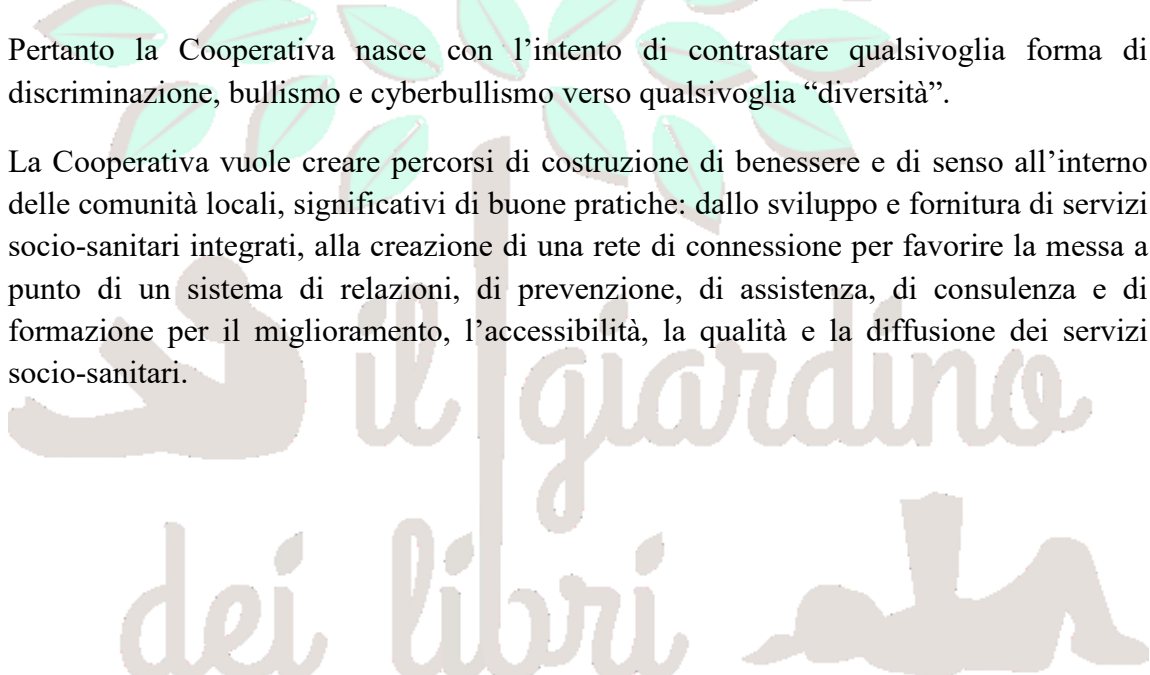 Pertanto la Cooperativa nasce con l’intento di contrastare qualsivoglia forma di
discriminazione, bullismo e cyberbullismo verso qualsivoglia “diversità”.
La Cooperativa vuole creare percorsi di costruzione di benessere e di senso all’interno
delle comunità locali, significativi di buone pratiche: dallo sviluppo e fornitura di servizi
socio-sanitari integrati, alla creazione di una rete di connessione per favorire la messa a
punto di un sistema di relazioni, di prevenzione, di assistenza, di consulenza e di
formazione per il miglioramento, l’accessibilità, la qualità e la diffusione dei servizi
socio-sanitari.
il giardino
dei libri